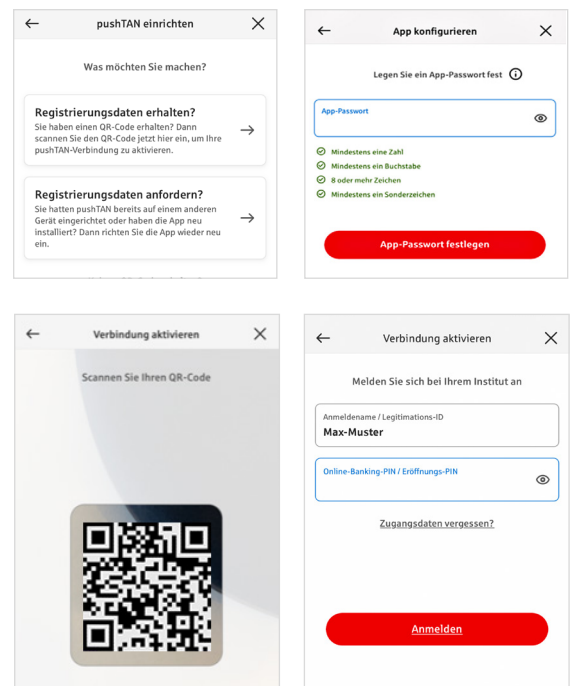 pushTAN einrichten
Was möchten Sie machen?
Registrierungsdaten erhalten?
Sie haben einen QR-Code erhalten? Dann
scannen Sie den QR-Code jetzt hier ein, um Ihre
pushTAN-Verbindung zu aktivieren.
Registrierungsdaten anfordern?
Sie hatten pushTAN bereits auf einem anderen
Gerät eingerichtet oder haben die App neu
installiert? Dann richten Sie die App wieder neu
ein.
App konfigurieren
Legen Sie ein App-Passwort fest
App-Passwort
Mindestens eine Zahl
Mindestens ein Buchstabe
8 oder mehr Zeichen
Mindestens ein Sonderzeichen
App-Passwort festlegen
Verbindung aktivieren
Scannen Sie Ihren QR-Code
Verbindung aktivieren
Melden Sie sich bei Ihrem Institut an
Anmeldename / Legitimations-ID
Max-Muster
Online-Banking-PIN / Eröffnungs-PIN
Zugangsdaten vergessen?
Anmelden